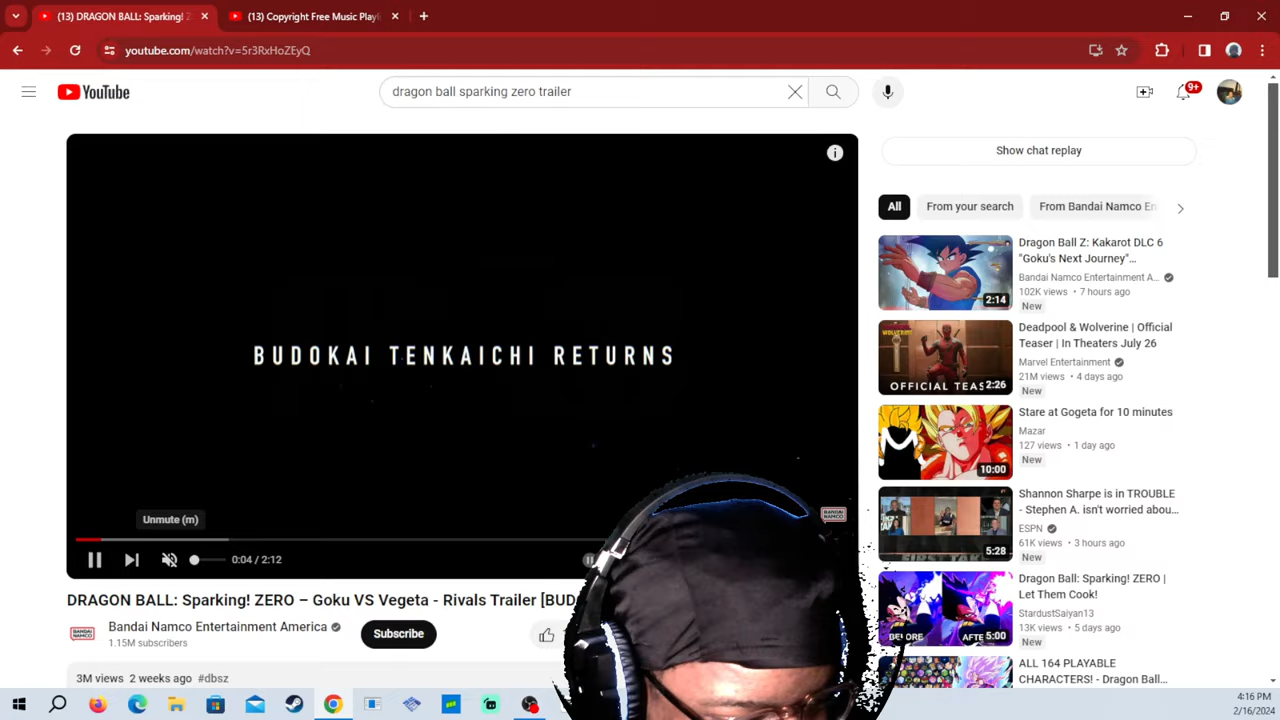 (13) DRAGON BALL: Sparking! Z
(13) Copyright Free Music Playli
youtube.com/watch?v=5r3RxHoZEyQ
YouTube
dragon ball sparking zero trailer
9+
BUDOKAI TENKAICHI RETURNS
BANDAI NAMCO
Unmute (m)
0:04 / 2:12
DRAGON BALL: Sparking! ZERO – Goku VS Vegeta - Rivals Trailer [BUD
Bandai Namco Entertainment America
1.15M subscribers
Subscribe
3M views 2 weeks ago #dbsz
Show chat replay
All
From your search
From Bandai Namco En
2:14
Dragon Ball Z: Kakarot DLC 6
"Goku's Next Journey"...
Bandai Namco Entertainment A...
102K views • 7 hours ago
New
OFFICIAL TEAS
2:26
Deadpool & Wolverine | Official
Teaser | In Theaters July 26
Marvel Entertainment
21M views • 4 days ago
New
10:00
Stare at Gogeta for 10 minutes
Mazar
127 views • 1 day ago
New
5:28
Shannon Sharpe is in TROUBLE
- Stephen A. isn't worried abou...
ESPN
61K views • 3 hours ago
New
BEFORE
AFTE
5:00
Dragon Ball: Sparking! ZERO |
Let Them Cook!
StardustSaiyan13
13K views • 5 days ago
New
ALL 164 PLAYABLE
CHARACTERS! - Dragon Ball...
4:16 PM
2/16/2024